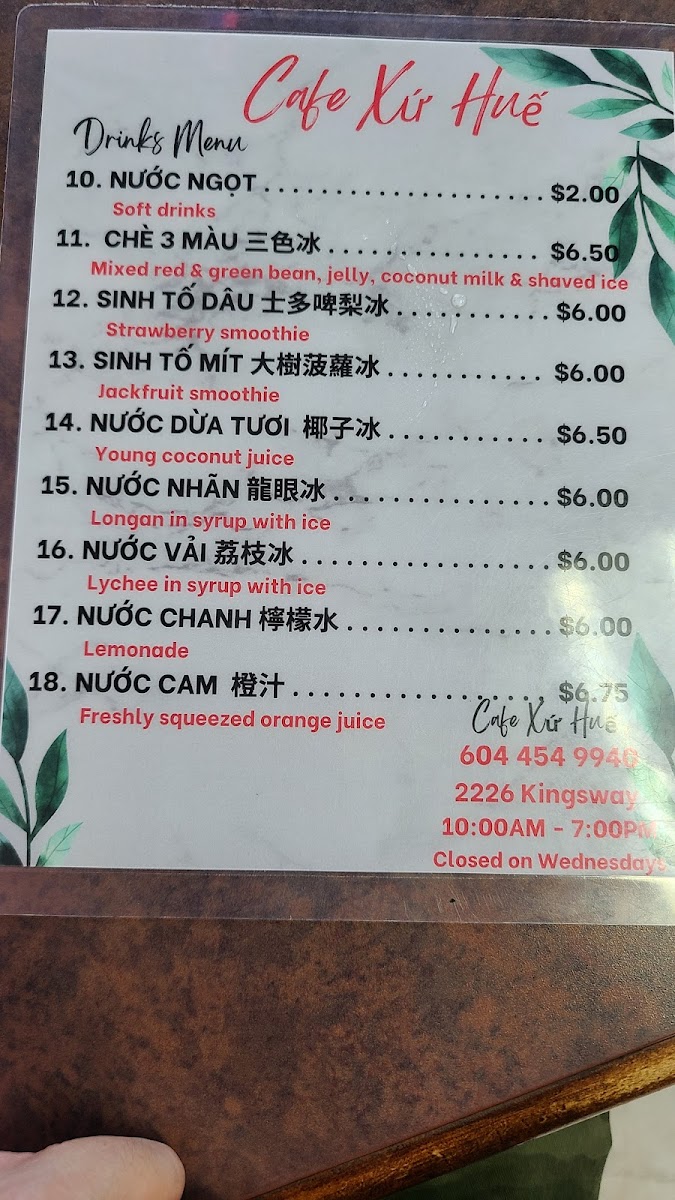 Cafe Xứ Huế
Drinks Menu
10. NƯỚC NGỌT . . . . . . . . . . . . . . . . . . . . . $2.00
Soft drinks
11. CHÈ 3 MÀU 三色冰 . . . . . . . . . . . . . . . . $6.50
Mixed red & green bean, jelly, coconut milk & shaved ice
12. SINH TỐ DÂU 士多啤梨冰 . . . . . . . . . . . $6.00
Strawberry smoothie
13. SINH TỐ MÍT 大樹菠蘿冰 . . . . . . . . . . . $6.00
Jackfruit smoothie
14. NƯỚC DỪA TƯƠI 椰子冰 . . . . . . . . . . . $6.50
Young coconut juice
15. NƯỚC NHÃN 龍眼冰 . . . . . . . . . . . . . . . $6.00
Longan in syrup with ice
16. NƯỚC VẢI 荔枝冰 . . . . . . . . . . . . . . . . . $6.00
Lychee in syrup with ice
17. NƯỚC CHANH 檸檬水 . . . . . . . . . . . . . . $6.00
Lemonade
18. NƯỚC CAM 橙汁 . . . . . . . . . . . . . . . . . . $6.75
Freshly squeezed orange juice
Cafe Xứ Huế
604 454 9940
2226 Kingsway
10:00AM - 7:00PM
Closed on Wednesdays